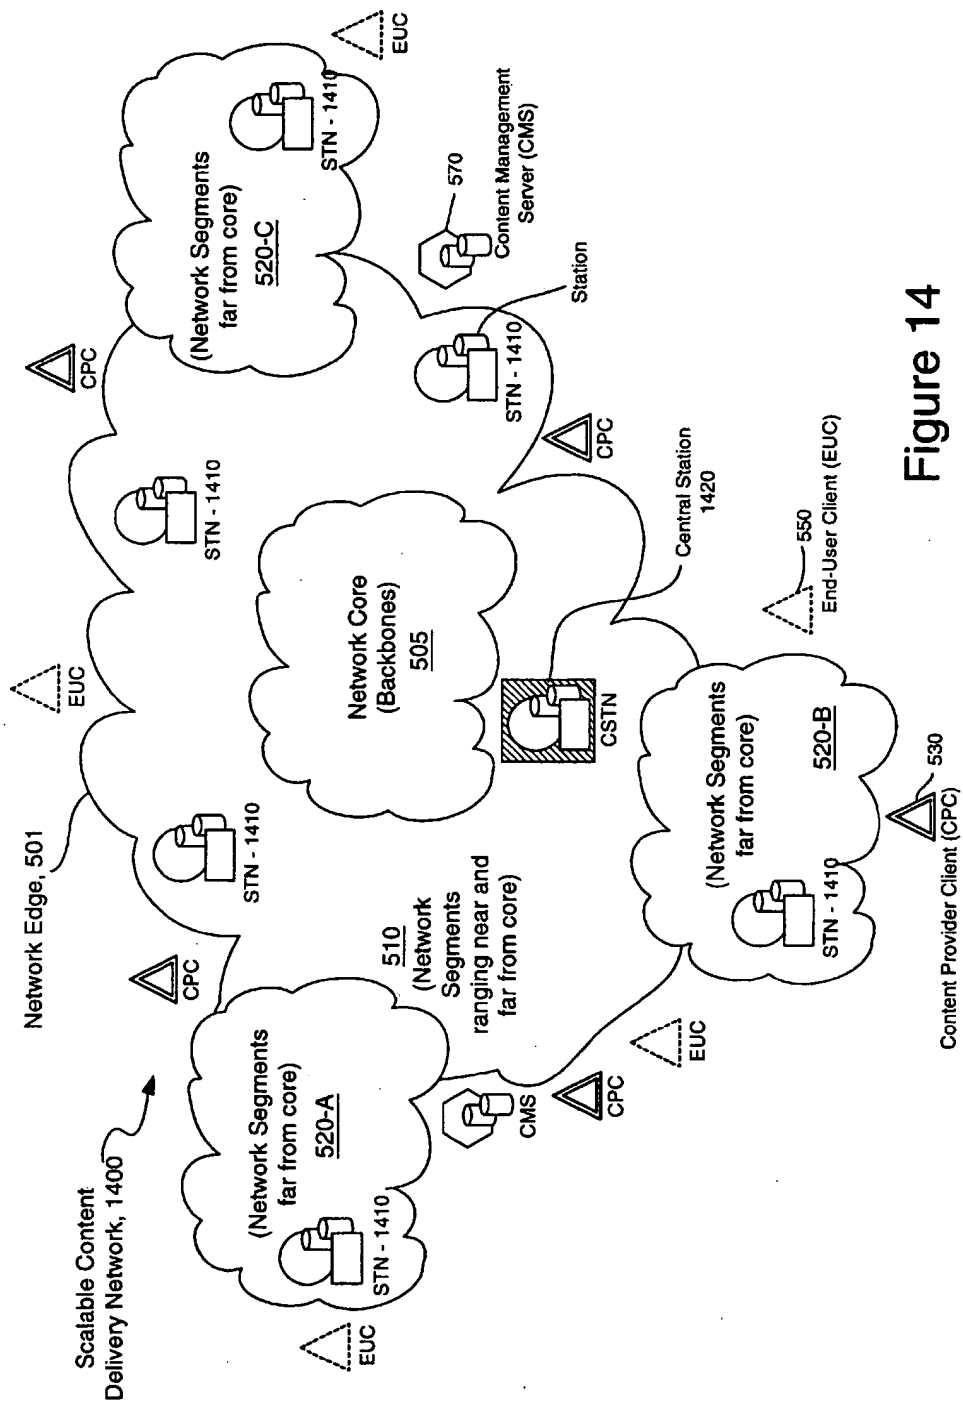 Scalable Content
Delivery Network, 1400
Network Edge, 501
EUC
CPC
EUC
CPC
(Network Segments
far from core)
520-A
STN - 1410
EUC
STN - 1410
STN - 1410
(Network Segments
far from core)
520-C
STN - 1410
510
(Network
Segments
ranging near and
far from core)
Network Core
(Backbones)
505
STN - 1410
570
Content Management
Server (CMS)
Station
CMS
CPC
CSTN
CPC
Central Station
1420
EUC
(Network Segments
far from core)
520-B
STN - 1410
550
End-User Client (EUC)
530
Content Provider Client (CPC)
Figure 14